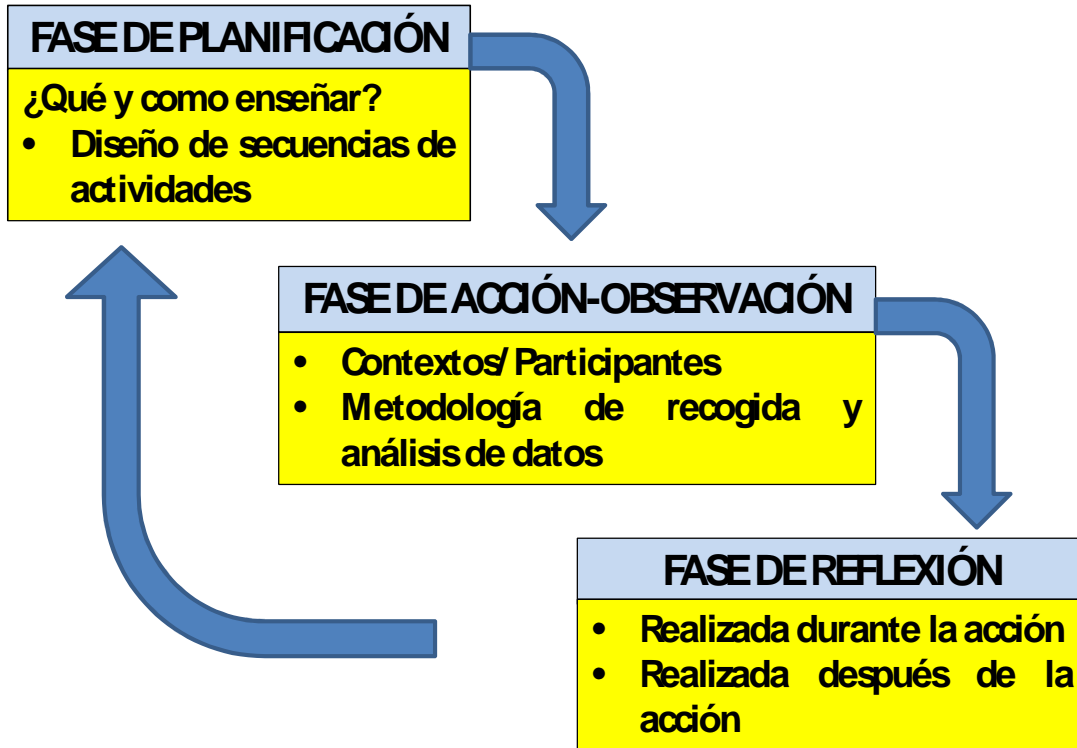 FASE DE PLANIFICACIÓN
¿Qué y como enseñar?
• Diseño de secuencias de
actividades
FASE DE ACCIÓN-OBSERVACIÓN
• Contextos/ Participantes
• Metodología de recogida y
análisis de datos
FASE DE REFLEXIÓN
• Realizada durante la acción
• Realizada después de la
acción